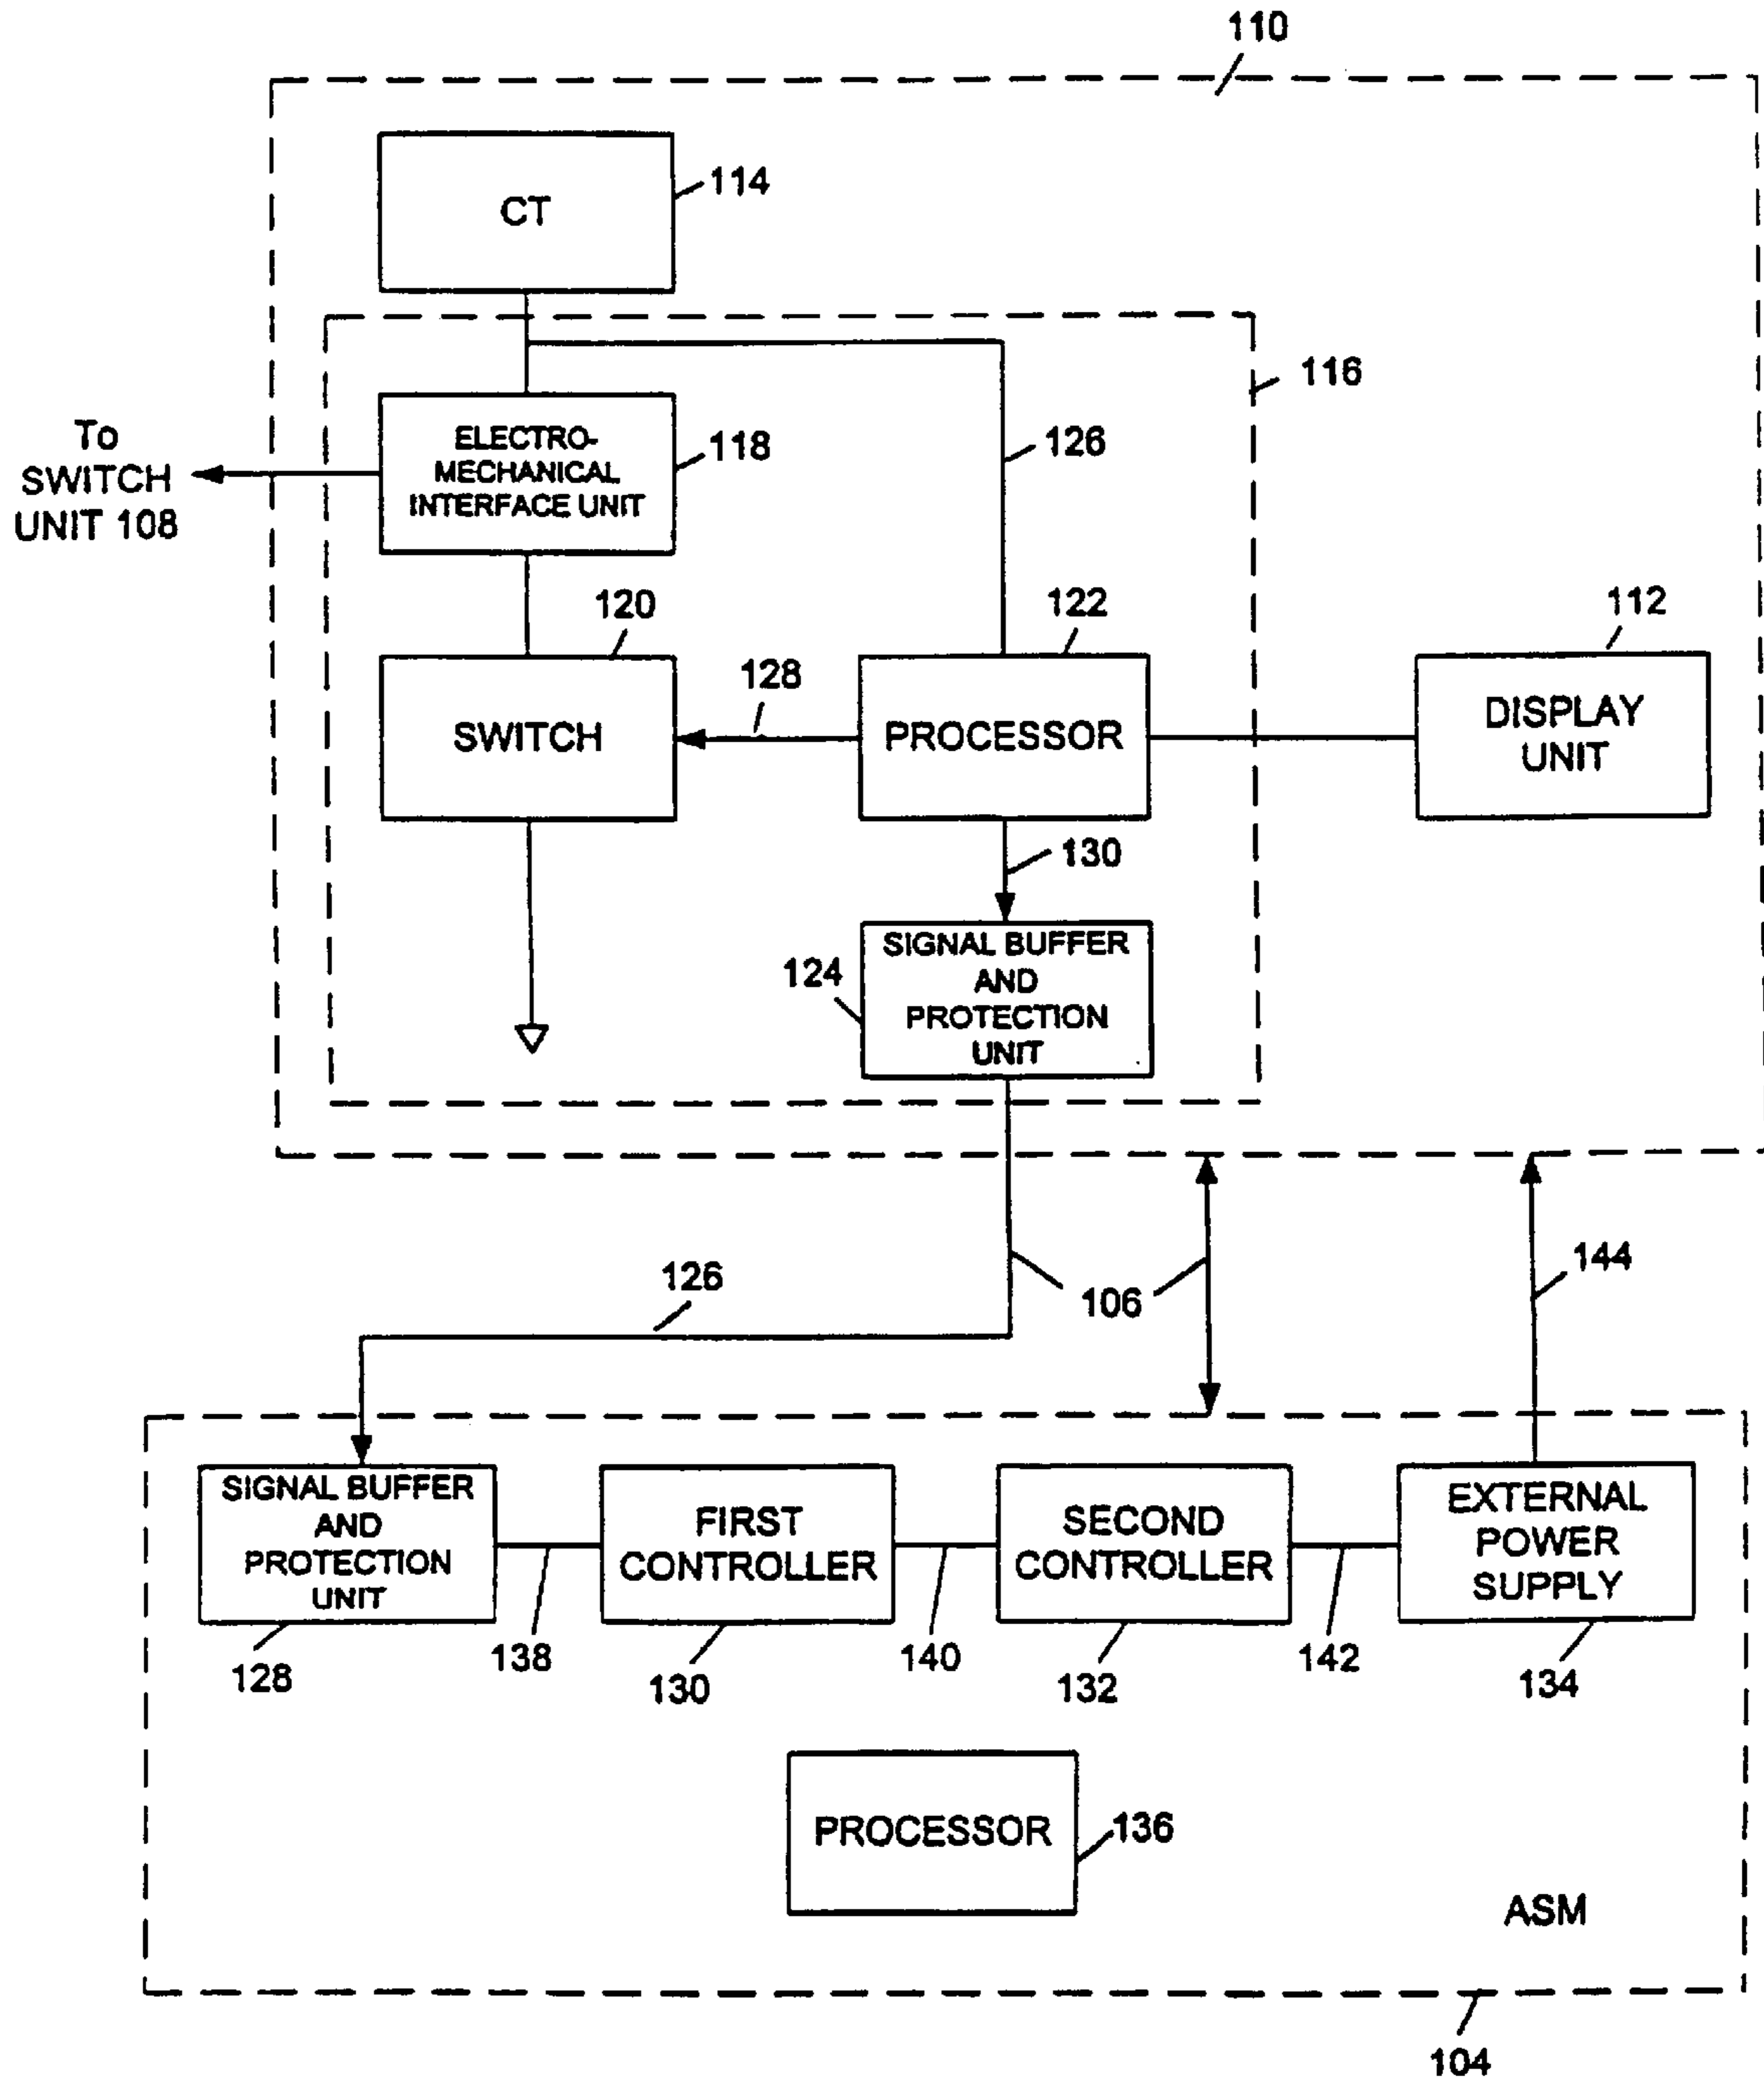 110
CT
114
116
To
SWITCH
UNIT 108
ELECTRO-
MECHANICAL
INTERFACE UNIT
118
126
120
122
112
SWITCH
128
PROCESSOR
DISPLAY
UNIT
130
124
SIGNAL BUFFER
AND
PROTECTION
UNIT
126
106
144
SIGNAL BUFFER
AND
PROTECTION
UNIT
FIRST
CONTROLLER
SECOND
CONTROLLER
EXTERNAL
POWER
SUPPLY
128
138
130
140
132
142
134
PROCESSOR
136
ASM
104